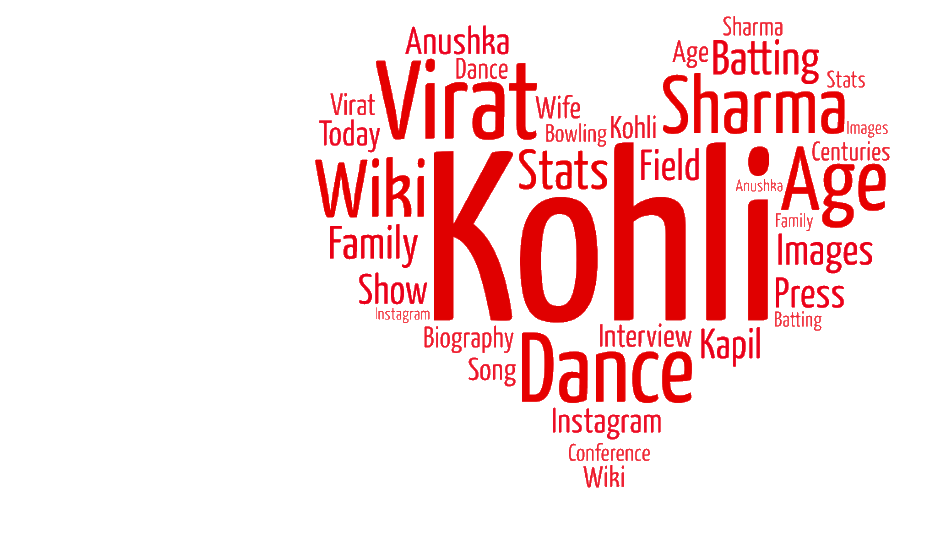 Sharma
Anushka
Age
Batting
Dance
Stats
Virat
Sharma
Virat
Wife
Today
Bowling
Kohli
Images
Centuries
Stats
Field
Wiki
Kohli
Anushka
Age
Family
Family
Images
Show
Press
Instagram
Batting
Biography
Interview
Kapil
Song
Dance
Instagram
Conference
Wiki